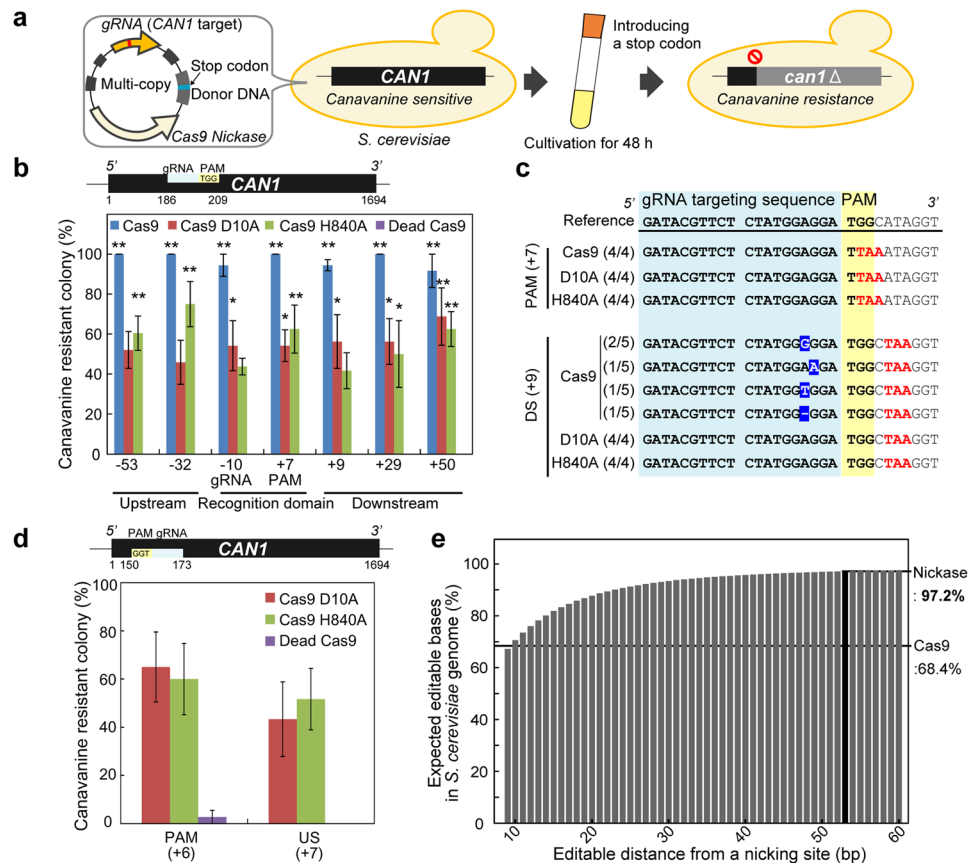 a
gRNA (CAN1 target)
Multi-copy
Stop codon
Donor DNA
Cas9 Nickase
CAN1
Canavanine sensitive
S. cerevisiae
Cultivation for 48 h
Introducing
a stop codon
can1Δ
Canavanine resistance
b
5’ 3’
gRNA PAM
TGG
CAN1
1 186 209 1694
Cas9 Cas9 D10A Cas9 H840A Dead Cas9
Canavanine resistant colony (%)
100
80
60
40
20
0
** ** ** ** ** ** **
** ** * * ** * * * ** **
-53 -32 -10 +7 +9 +29 +50
gRNA PAM
Upstream Recognition domain Downstream
c
gRNA targeting sequence PAM
5’ 3’
Reference GATACGTTCT CTATGGAGGA TGGCATAGGT
PAM (+7)
Cas9 (4/4) GATACGTTCT CTATGGAGGA TTAAATAGGT
D10A (4/4) GATACGTTCT CTATGGAGGA TTAAATAGGT
H840A (4/4) GATACGTTCT CTATGGAGGA TTAAATAGGT
DS (+9)
Cas9
(2/5) GATACGTTCT CTATGGGGGA TGGCTAAGGT
(1/5) GATACGTTCT CTATGGAAGA TGGCTAAGGT
(1/5) GATACGTTCT CTATGGTGGA TGGCTAAGGT
(1/5) GATACGTTCT CTATGG-GGA TGGCTAAGGT
D10A (4/4) GATACGTTCT CTATGGAGGA TGGCTAAGGT
H840A (4/4) GATACGTTCT CTATGGAGGA TGGCTAAGGT
d
5’ 3’
PAM gRNA
GGT
CAN1
1 150 173 1694
Canavanine resistant colony (%)
100
80
60
40
20
0
Cas9 D10A
Cas9 H840A
Dead Cas9
PAM US
(+6) (+7)
e
Expected editable bases
in S. cerevisiae genome (%)
100
80
60
40
20
0
Nickase
: 97.2%
Cas9
:68.4%
10 20 30 40 50 60
Editable distance from a nicking site (bp)